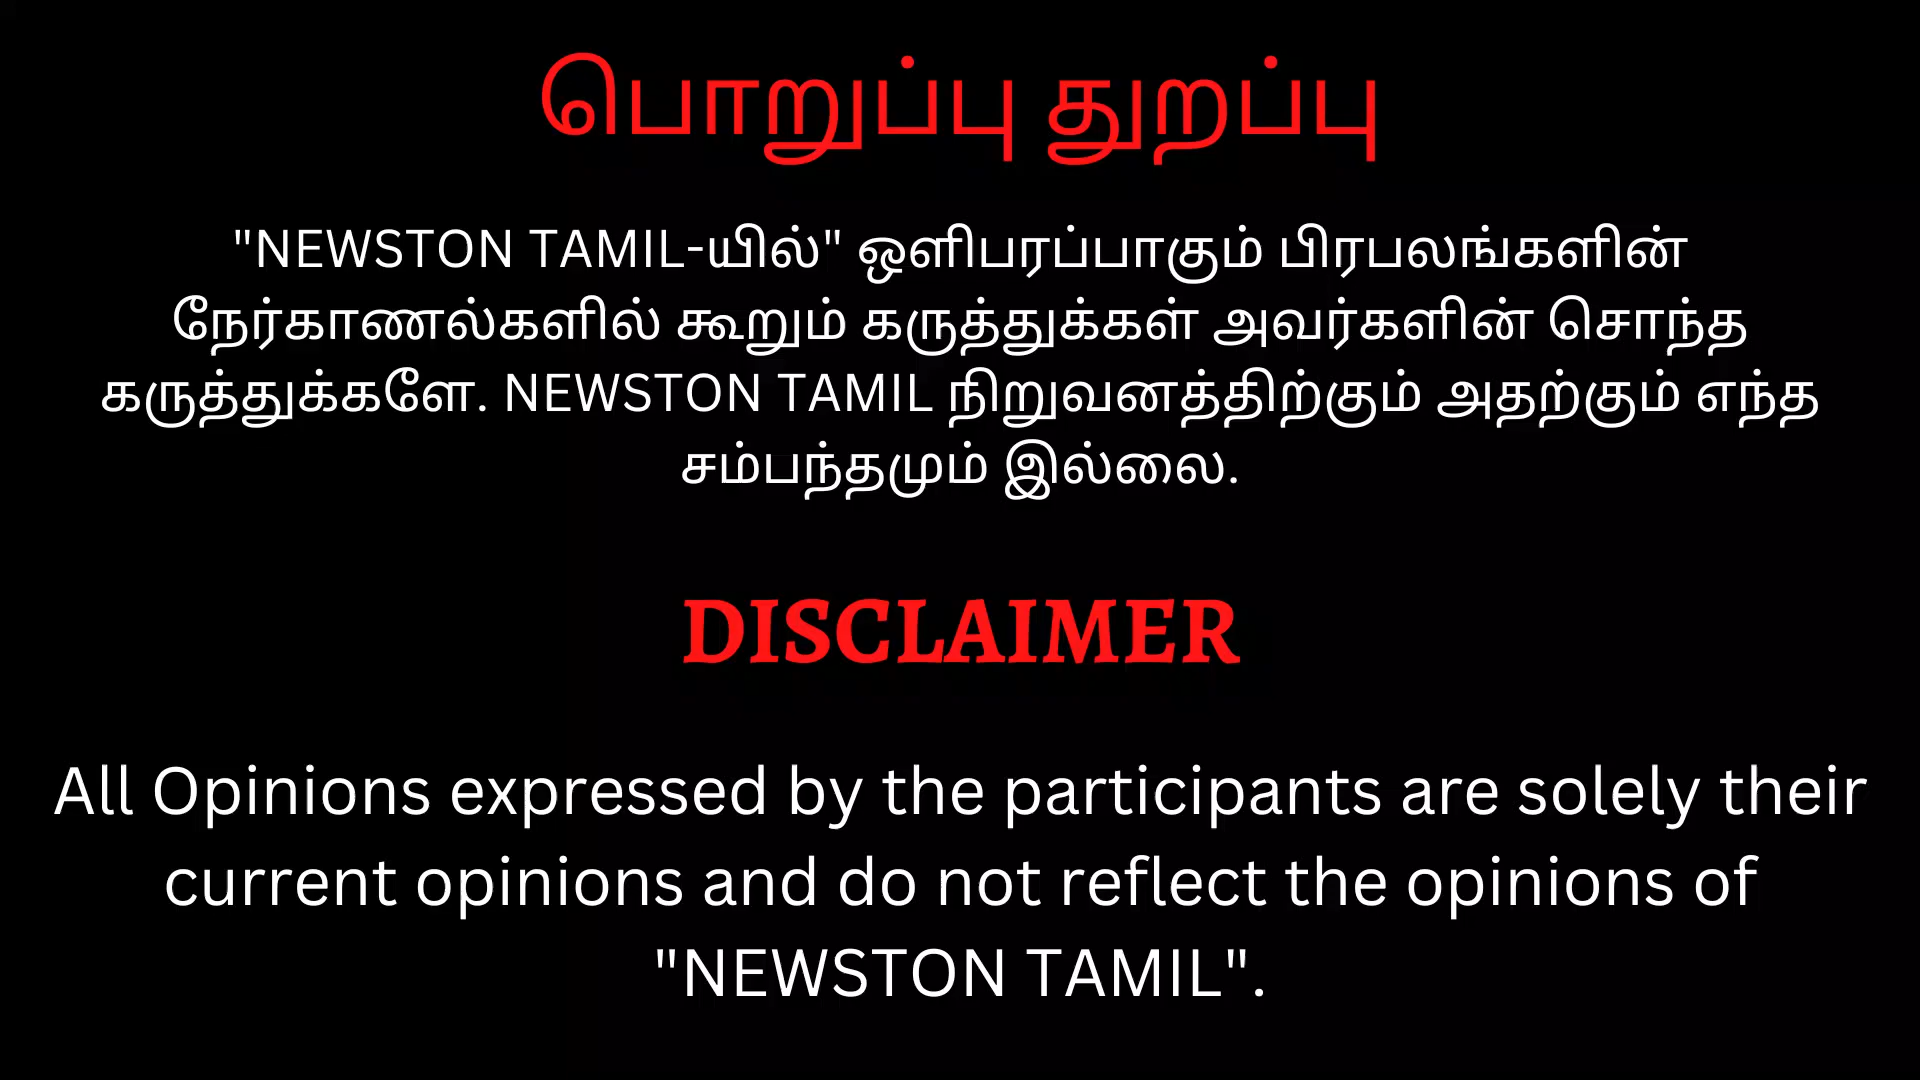 பொறுப்பு துறப்பு
"NEWSTON TAMIL-யில்" ஒளிபரப்பாகும் பிரபலங்களின்
நேர்காணல்களில் கூறும் கருத்துக்கள் அவர்களின் சொந்த
கருத்துக்களே. NEWSTON TAMIL நிறுவனத்திற்கும் அதற்கும் எந்த
சம்பந்தமும் இல்லை.
DISCLAIMER
All Opinions expressed by the participants are solely their
current opinions and do not reflect the opinions of
"NEWSTON TAMIL".